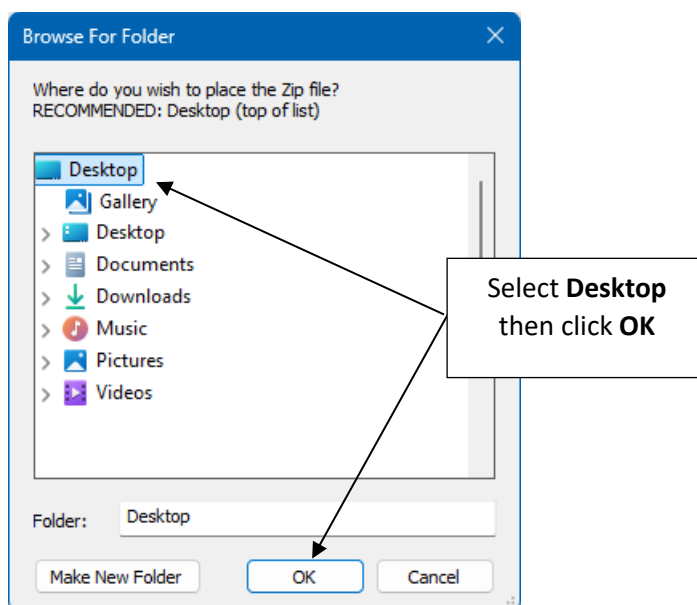 Browse For Folder
Where do you wish to place the Zip file?
RECOMMENDED: Desktop (top of list)
Desktop
Gallery
Desktop
Documents
Downloads
Music
Pictures
Videos
Select Desktop
then click OK
Folder: Desktop
Make New Folder OK Cancel